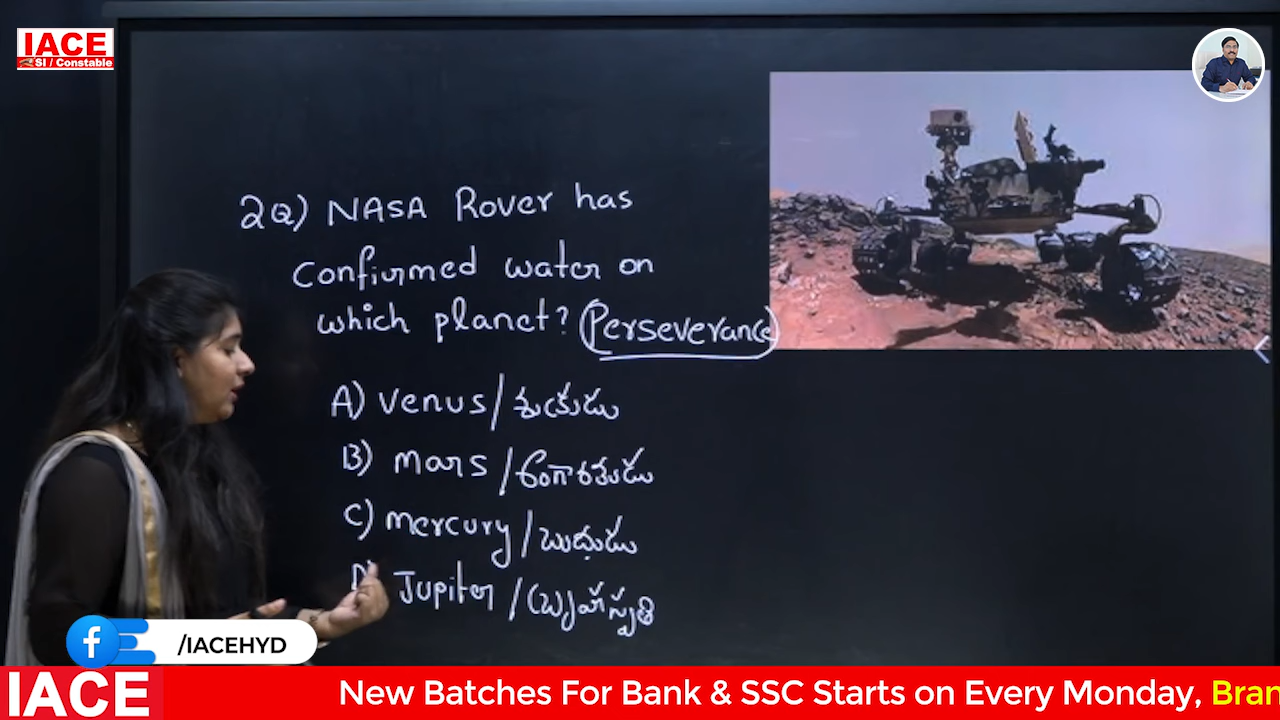 IACE
SI / Constable
2Q) NASA Rover has
confirmed water on
which planet? (Perseverance)
A) venus / శుక్రుడు
B) mars / అంగారకుడు
C) mercury / బుధుడు
D) Jupiter / బృహస్పతి
f /IACEHYD
IACE New Batches For Bank & SSC Starts on Every Monday, Bran